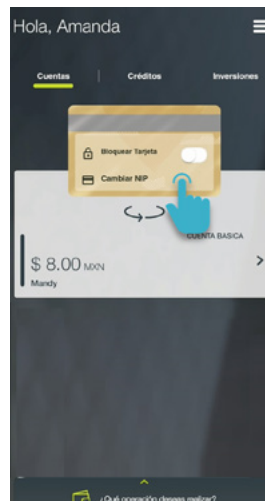 Hola, Amanda
Cuentas
Créditos
Inversiones
Bloquear Tarjeta
Cambiar NIP
CUENTA BASICA
$ 8.00 MXN
Mandy
¿Qué operación deseas realizar?